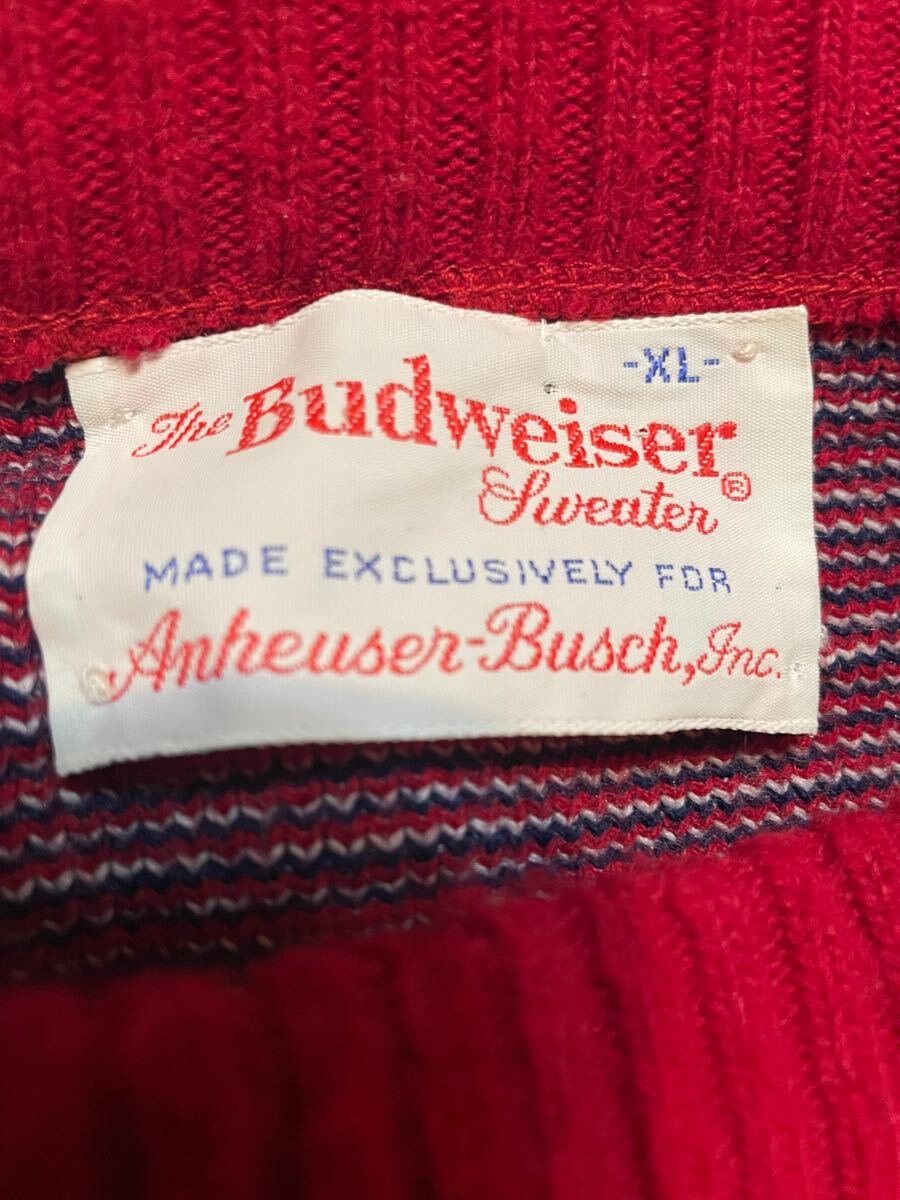 -XL-
The Budweiser®
Sweater
MADE EXCLUSIVELY FOR
Anheuser-Busch, Inc.